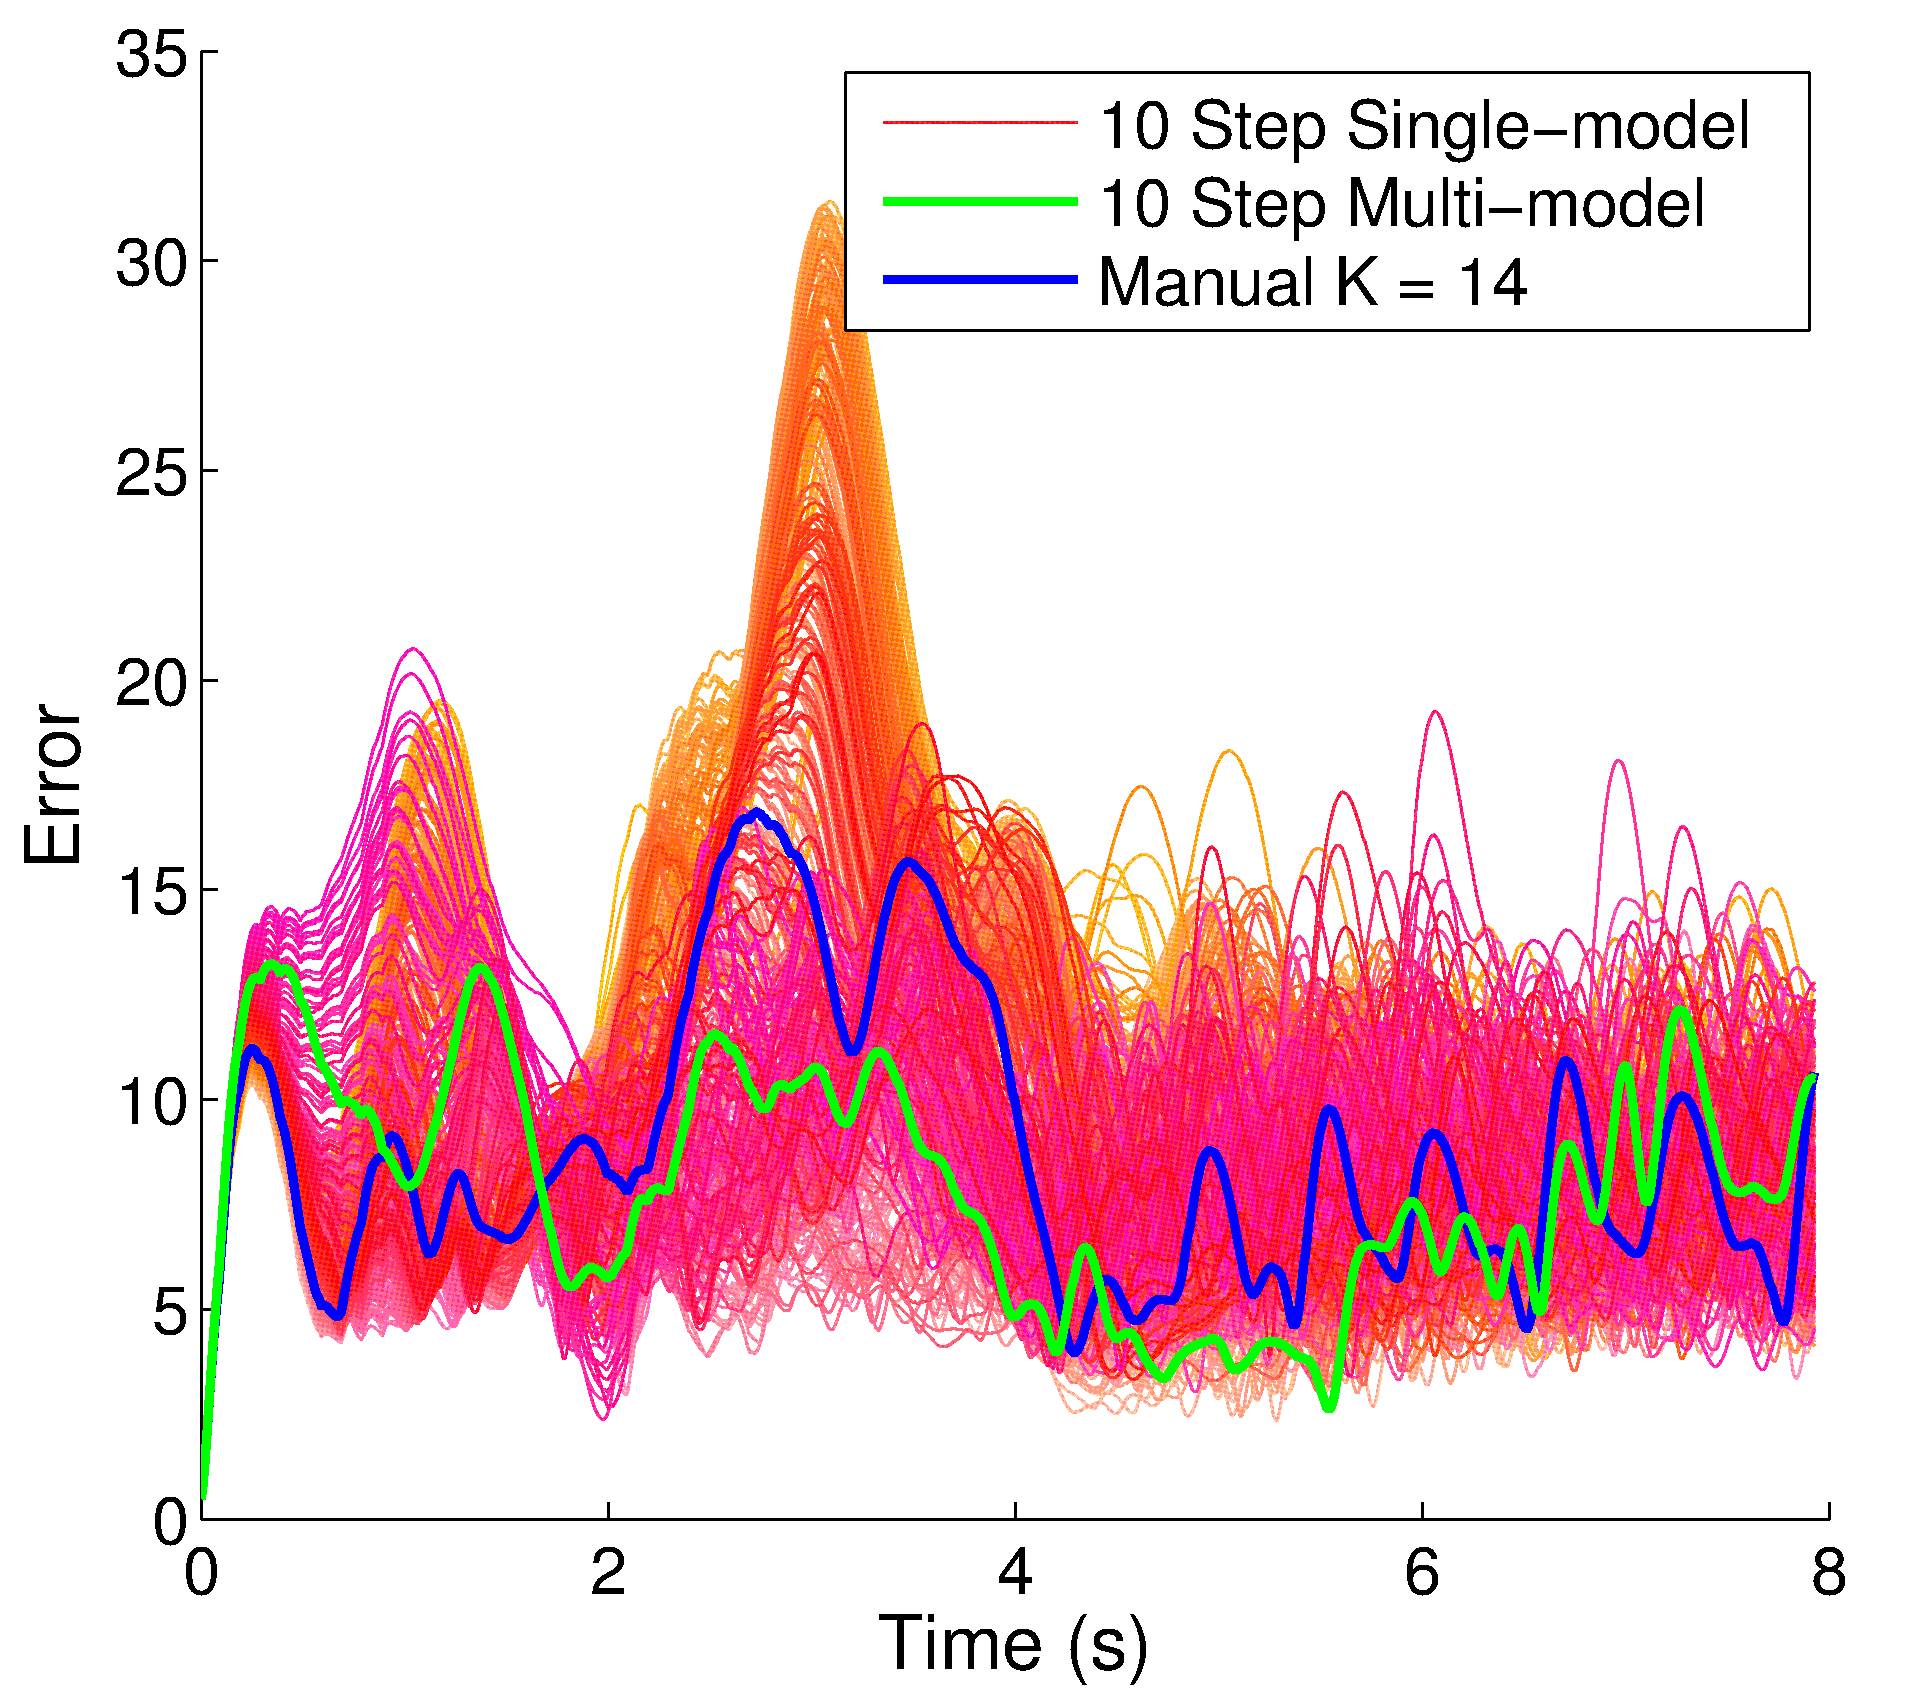 35
30
25
20
15
10
5
0
Error
10 Step Single−model
10 Step Multi−model
Manual K = 14
0 2 4 6 8
Time (s)